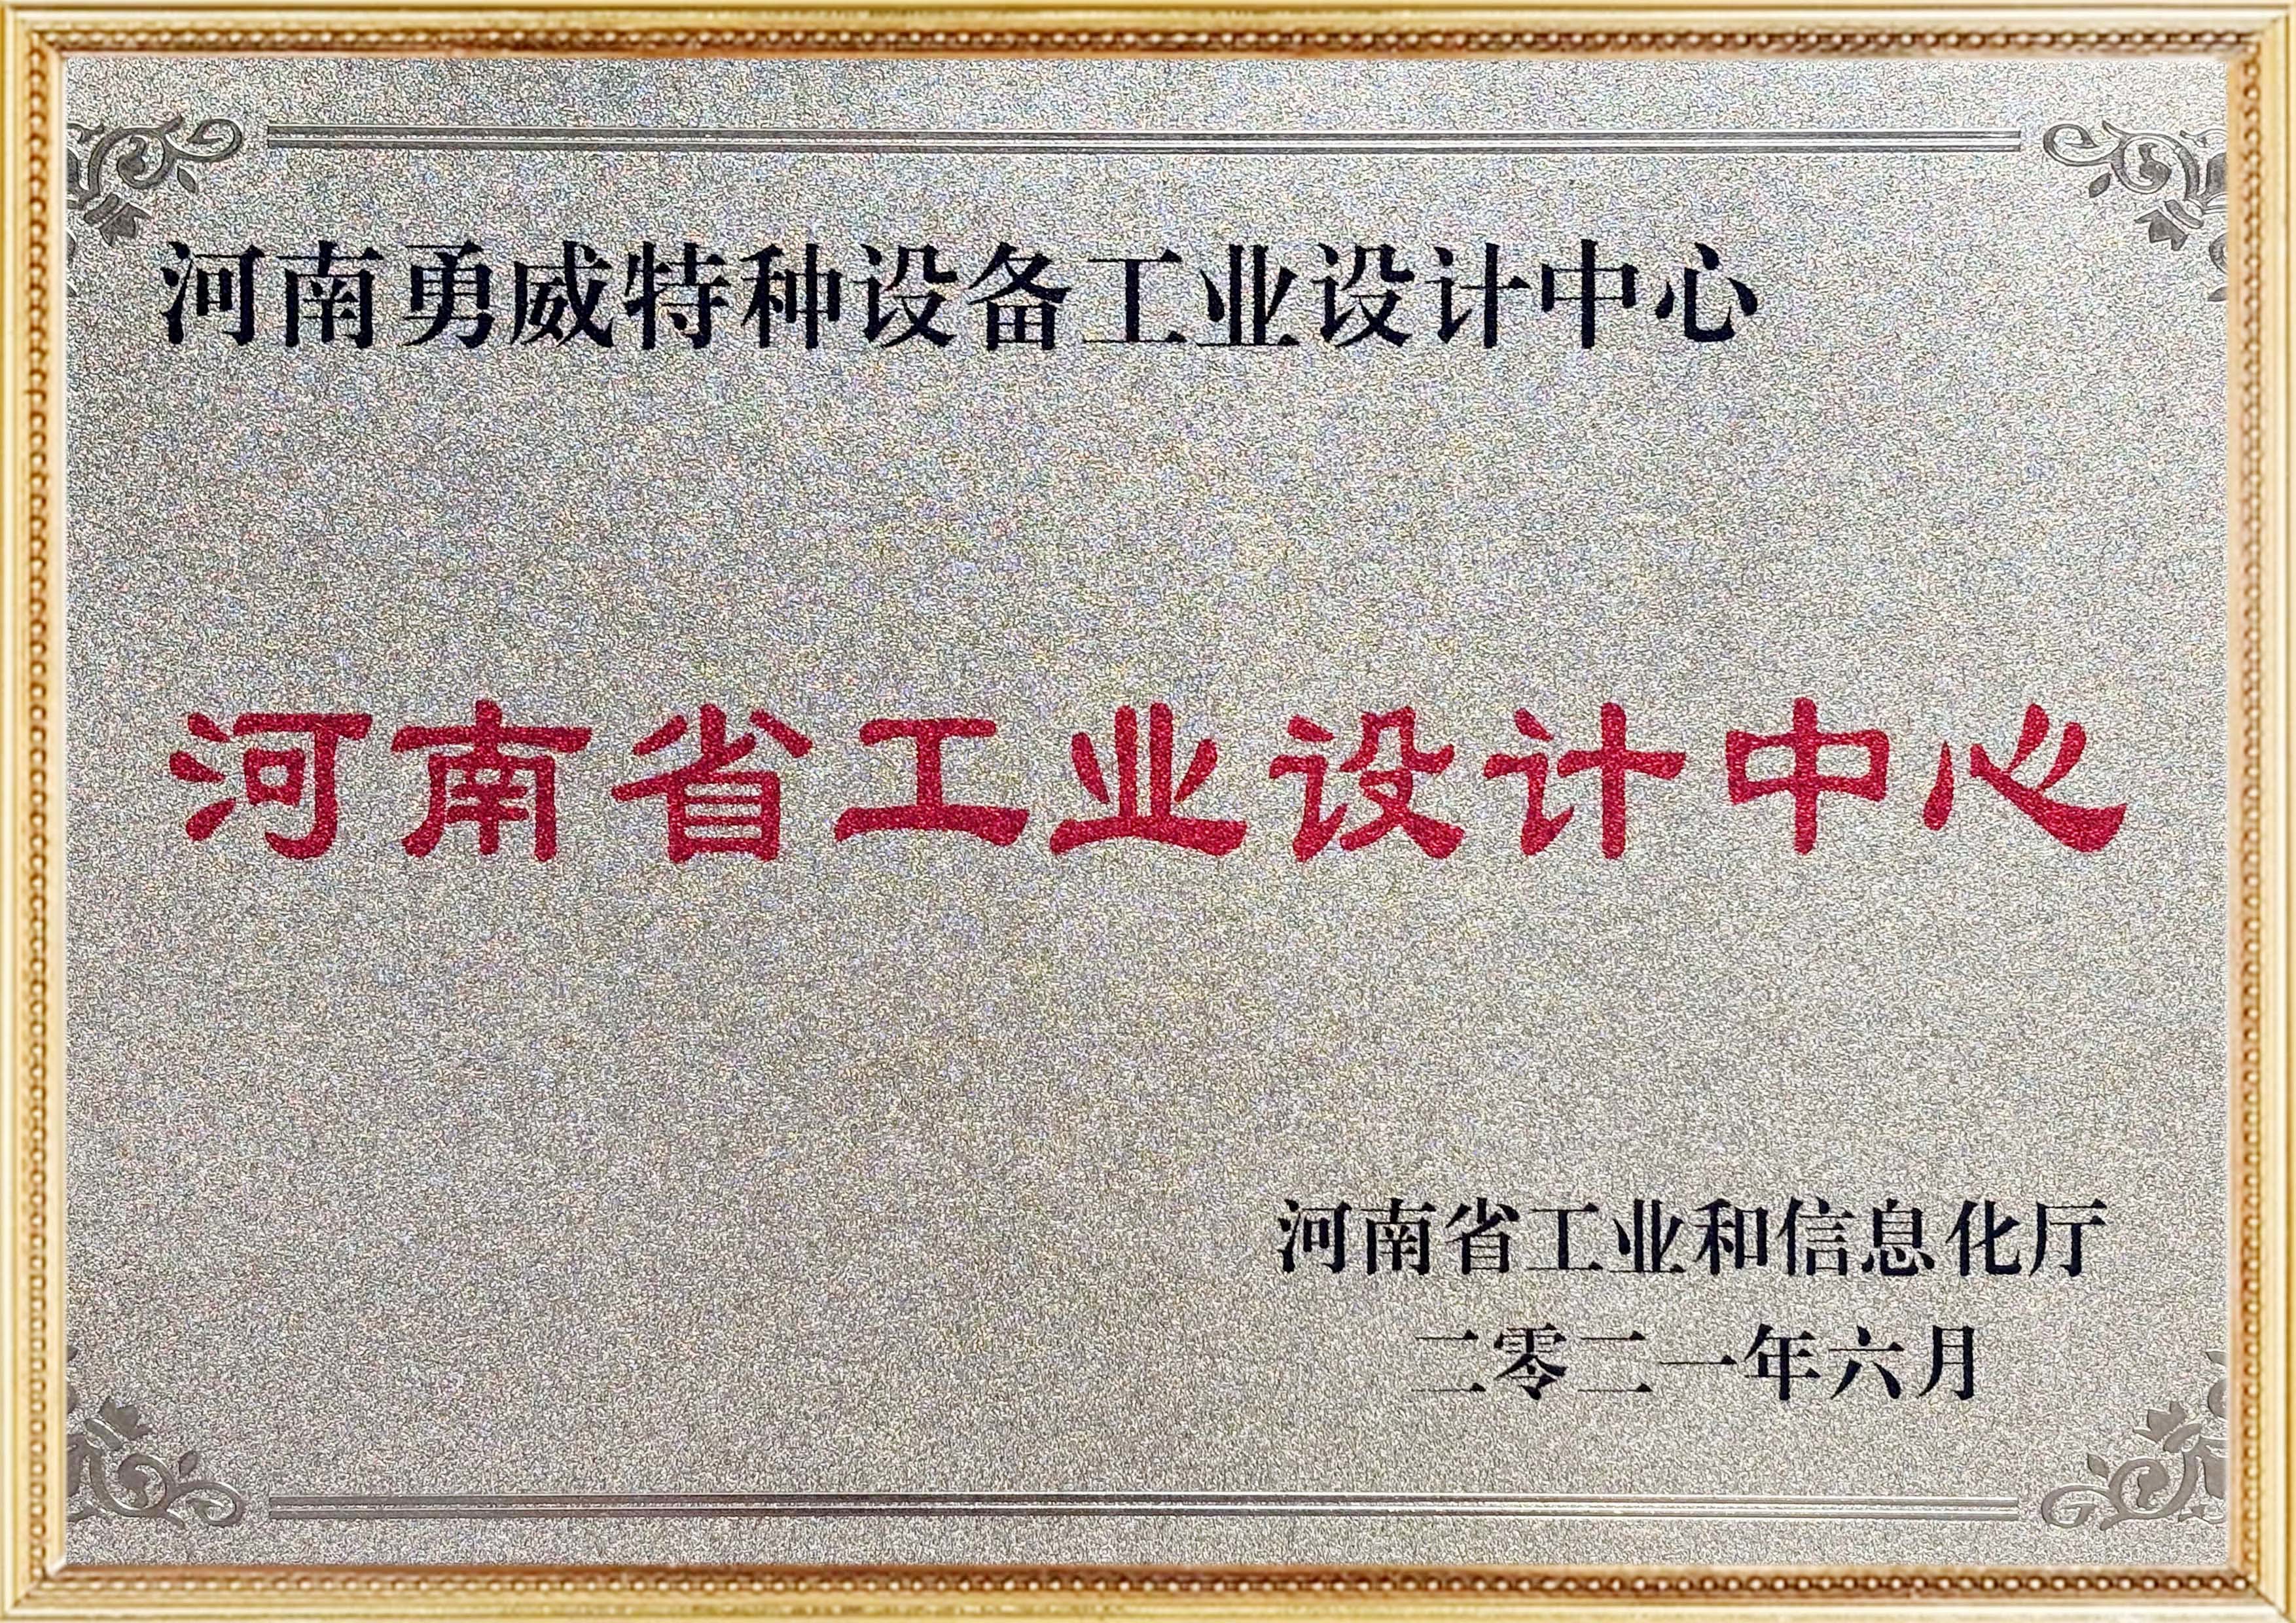 河南勇威特种设备工业设计中心
河南省工业设计中心
河南省工业和信息化厅
二零二一年六月